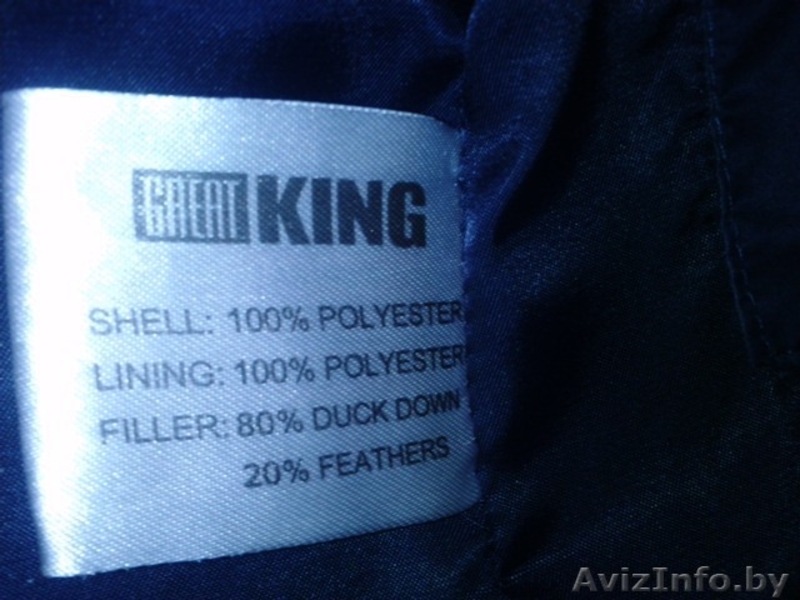 GREAT KING
SHELL: 100% POLYESTER
LINING: 100% POLYESTER
FILLER: 80% DUCK DOWN
20% FEATHERS
AvizInfo.by